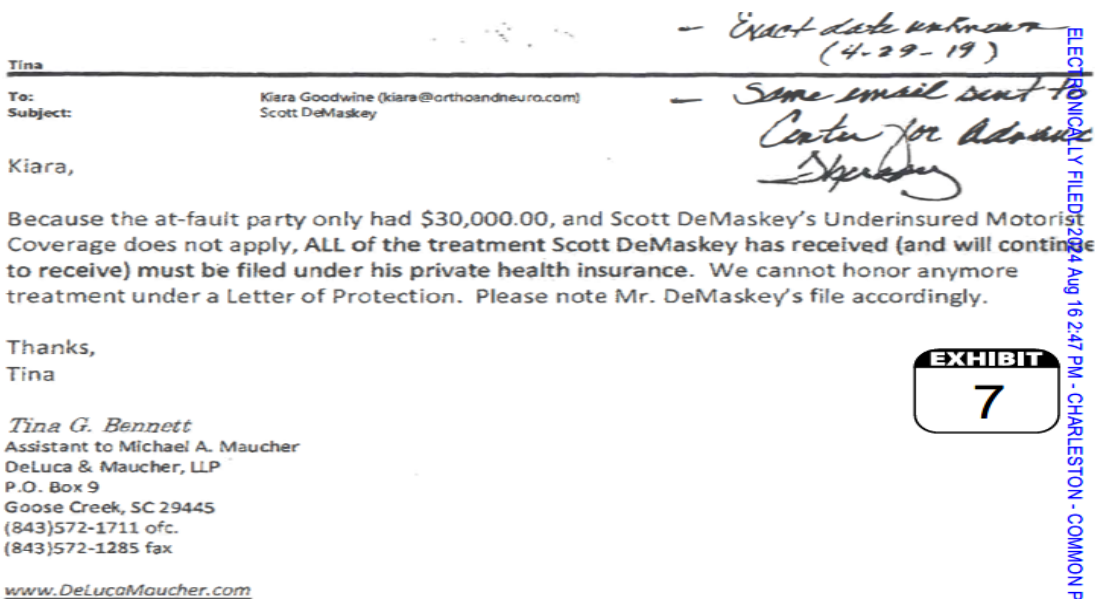 - Exact date unknown
(4-29-19)
Tina
To: Kiara Goodwine (kiara@orthoandneuro.com)
Subject: Scott DeMaskey
- Same email sent to
Center for Advance
Therapy
Kiara,
Because the at-fault party only had $30,000.00, and Scott DeMaskey's Underinsured Motorist
Coverage does not apply, ALL of the treatment Scott DeMaskey has received (and will continue
to receive) must be filed under his private health insurance. We cannot honor anymore
treatment under a Letter of Protection. Please note Mr. DeMaskey's file accordingly.
Thanks,
Tina
EXHIBIT
7
Tina G. Bennett
Assistant to Michael A. Maucher
DeLuca & Maucher, LLP
P.O. Box 9
Goose Creek, SC 29445
(843)572-1711 ofc.
(843)572-1285 fax
www.DeLucaMaucher.com
ELECTRONICALLY FILED - 2024 Aug 16 2:47 PM - CHARLESTON - COMMON P